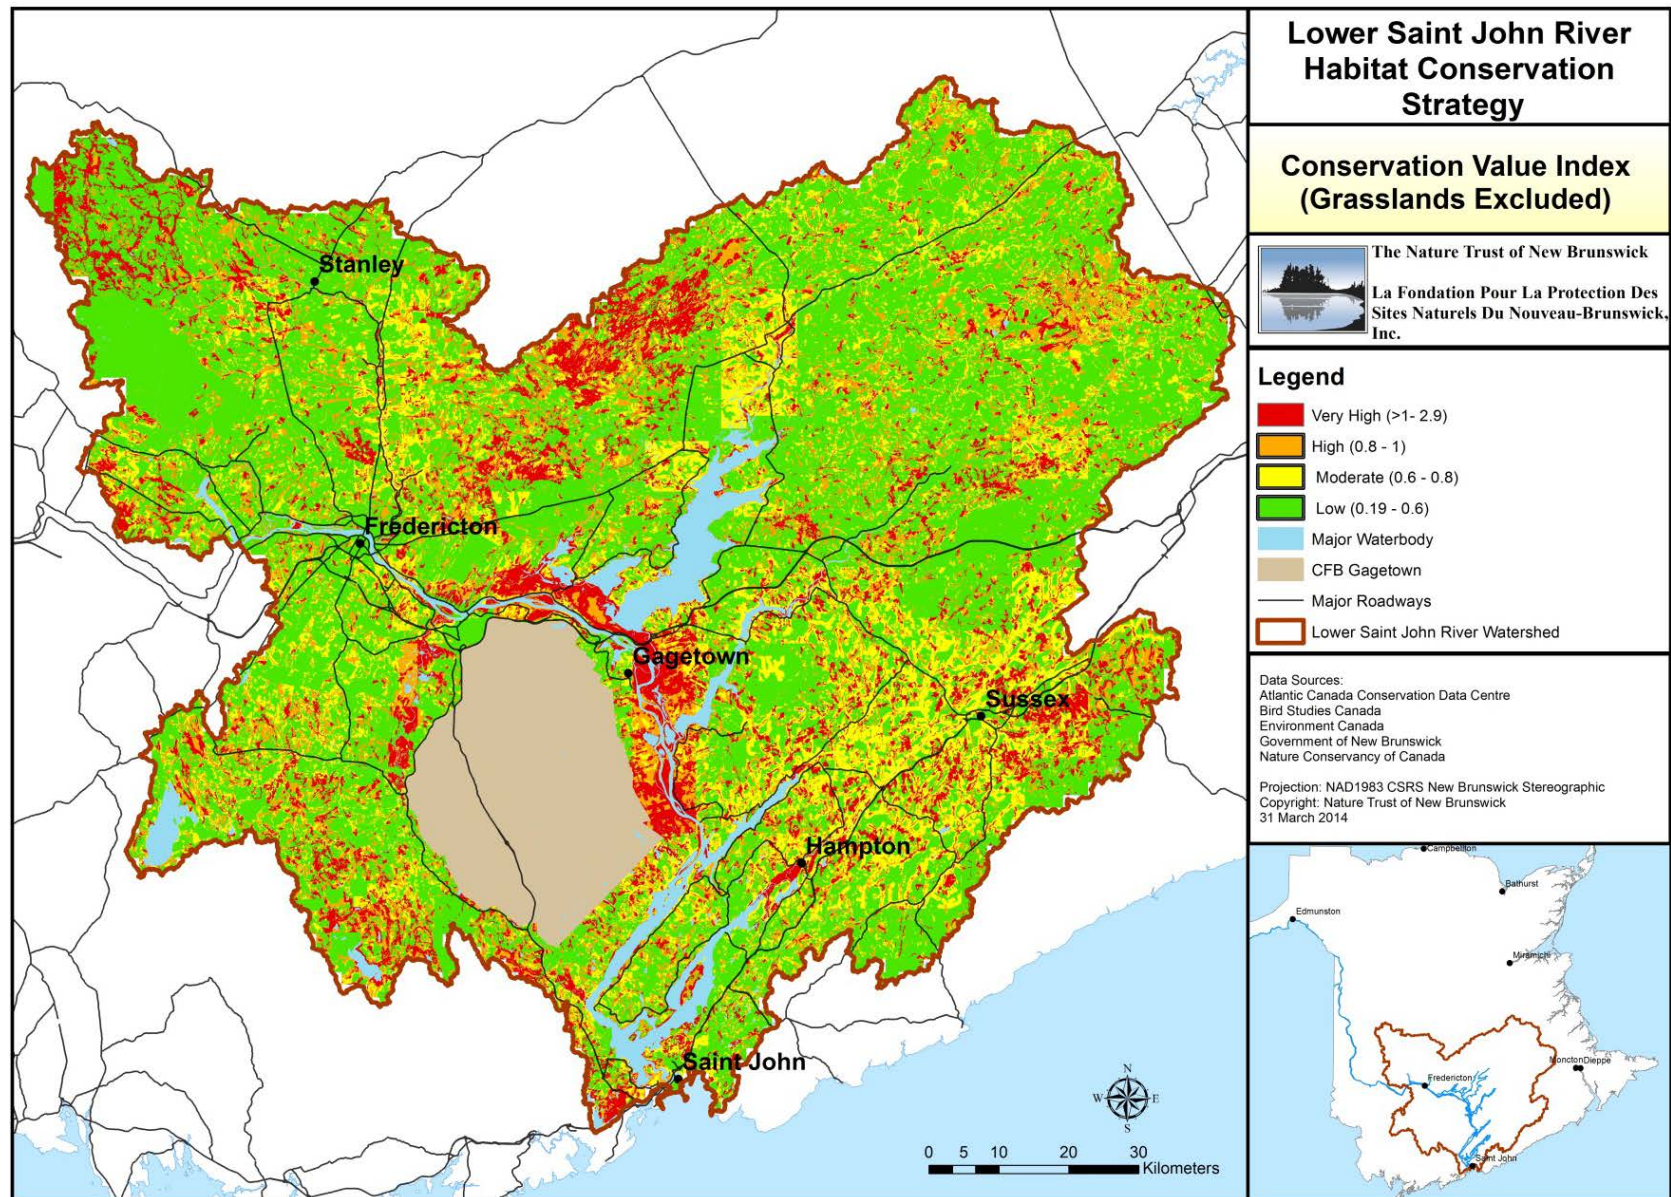 Lower Saint John River
Habitat Conservation
Strategy
Conservation Value Index
(Grasslands Excluded)
The Nature Trust of New Brunswick
La Fondation Pour La Protection Des
Sites Naturels Du Nouveau-Brunswick,
Inc.
Legend
Very High (>1- 2.9)
High (0.8 - 1)
Moderate (0.6 - 0.8)
Low (0.19 - 0.6)
Major Waterbody
CFB Gagetown
Major Roadways
Lower Saint John River Watershed
Data Sources:
Atlantic Canada Conservation Data Centre
Bird Studies Canada
Environment Canada
Government of New Brunswick
Nature Conservancy of Canada
Projection: NAD1983 CSRS New Brunswick Stereographic
Copyright: Nature Trust of New Brunswick
31 March 2014
Stanley
Fredericton
Gagetown
Sussex
Hampton
Saint John
N
W E
S
0 5 10 20 30
Kilometers
Campbellton
Bathurst
Edmunston
Miramichi
Moncton Dieppe
Fredericton
Saint John